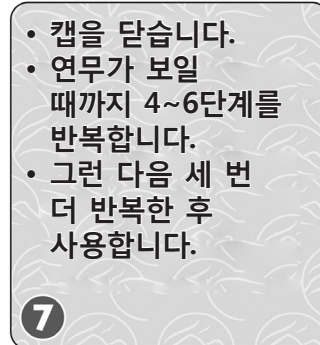 • 캡을 닫습니다.
• 연무가 보일
때까지 4~6단계를
반복합니다.
• 그런 다음 세 번
더 반복한 후
사용합니다.
7